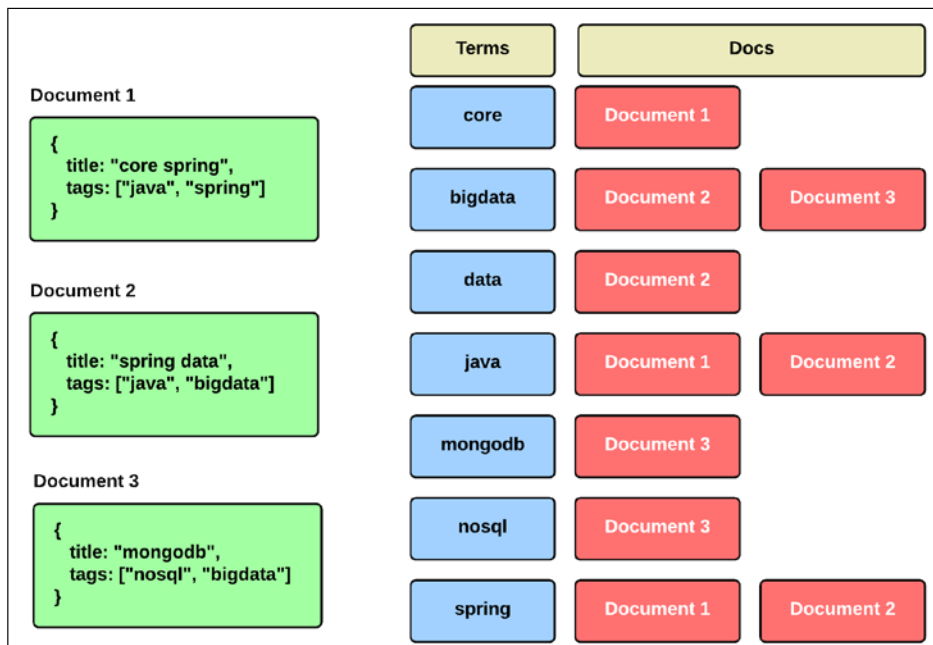 Document 1
{
title: "core spring",
tags: ["java", "spring"]
}
Document 2
{
title: "spring data",
tags: ["java", "bigdata"]
}
Document 3
{
title: "mongodb",
tags: ["nosql", "bigdata"]
}
Terms Docs
core Document 1
bigdata Document 2 Document 3
data Document 2
java Document 1 Document 2
mongodb Document 3
nosql Document 3
spring Document 1 Document 2